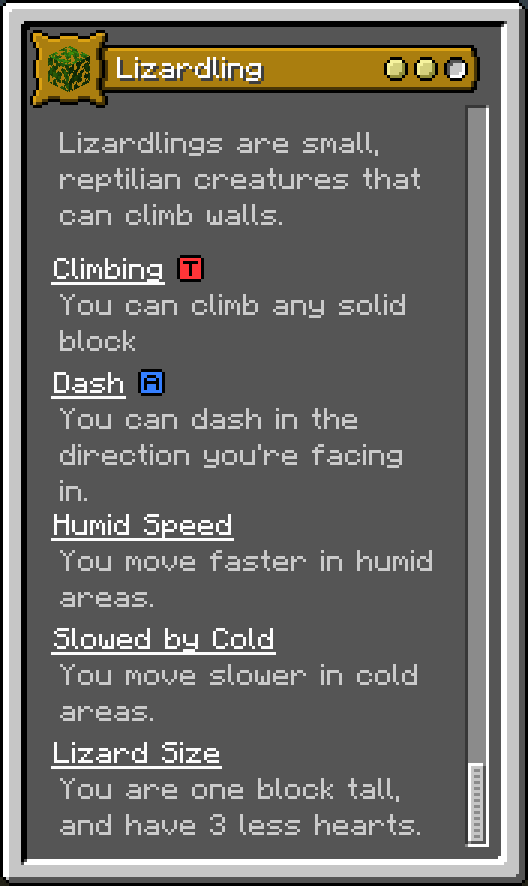 Lizardling
Lizardlings are small,
reptilian creatures that
can climb walls.
Climbing T
You can climb any solid
block
Dash A
You can dash in the
direction you're facing
in.
Humid Speed
You move faster in humid
areas.
Slowed by Cold
You move slower in cold
areas.
Lizard Size
You are one block tall,
and have 3 less hearts.